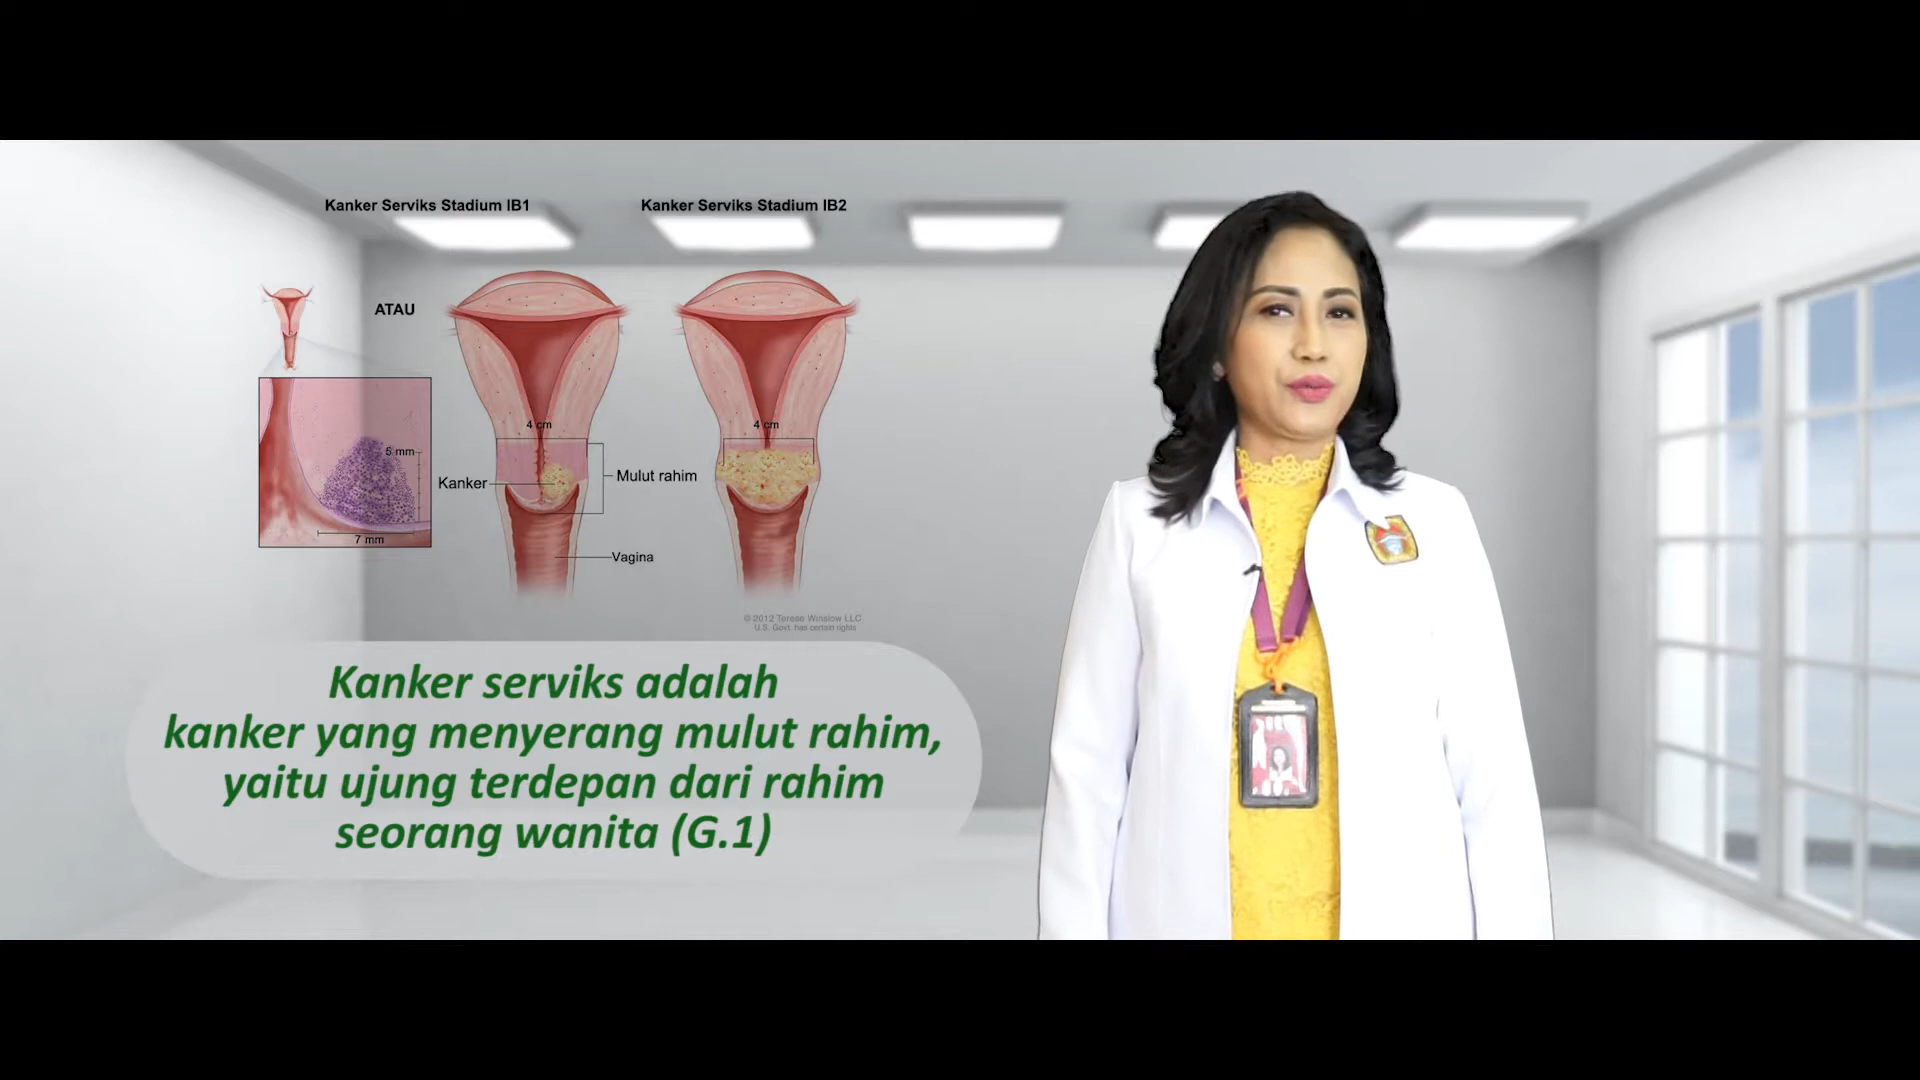 Kanker Serviks Stadium IB1
Kanker Serviks Stadium IB2
ATAU
4 cm
4 cm
5 mm
Kanker
Mulut rahim
7 mm
Vagina
© 2012 Terese Winslow LLC
U.S. Govt. has certain rights
Kanker serviks adalah
kanker yang menyerang mulut rahim,
yaitu ujung terdepan dari rahim
seorang wanita (G.1)